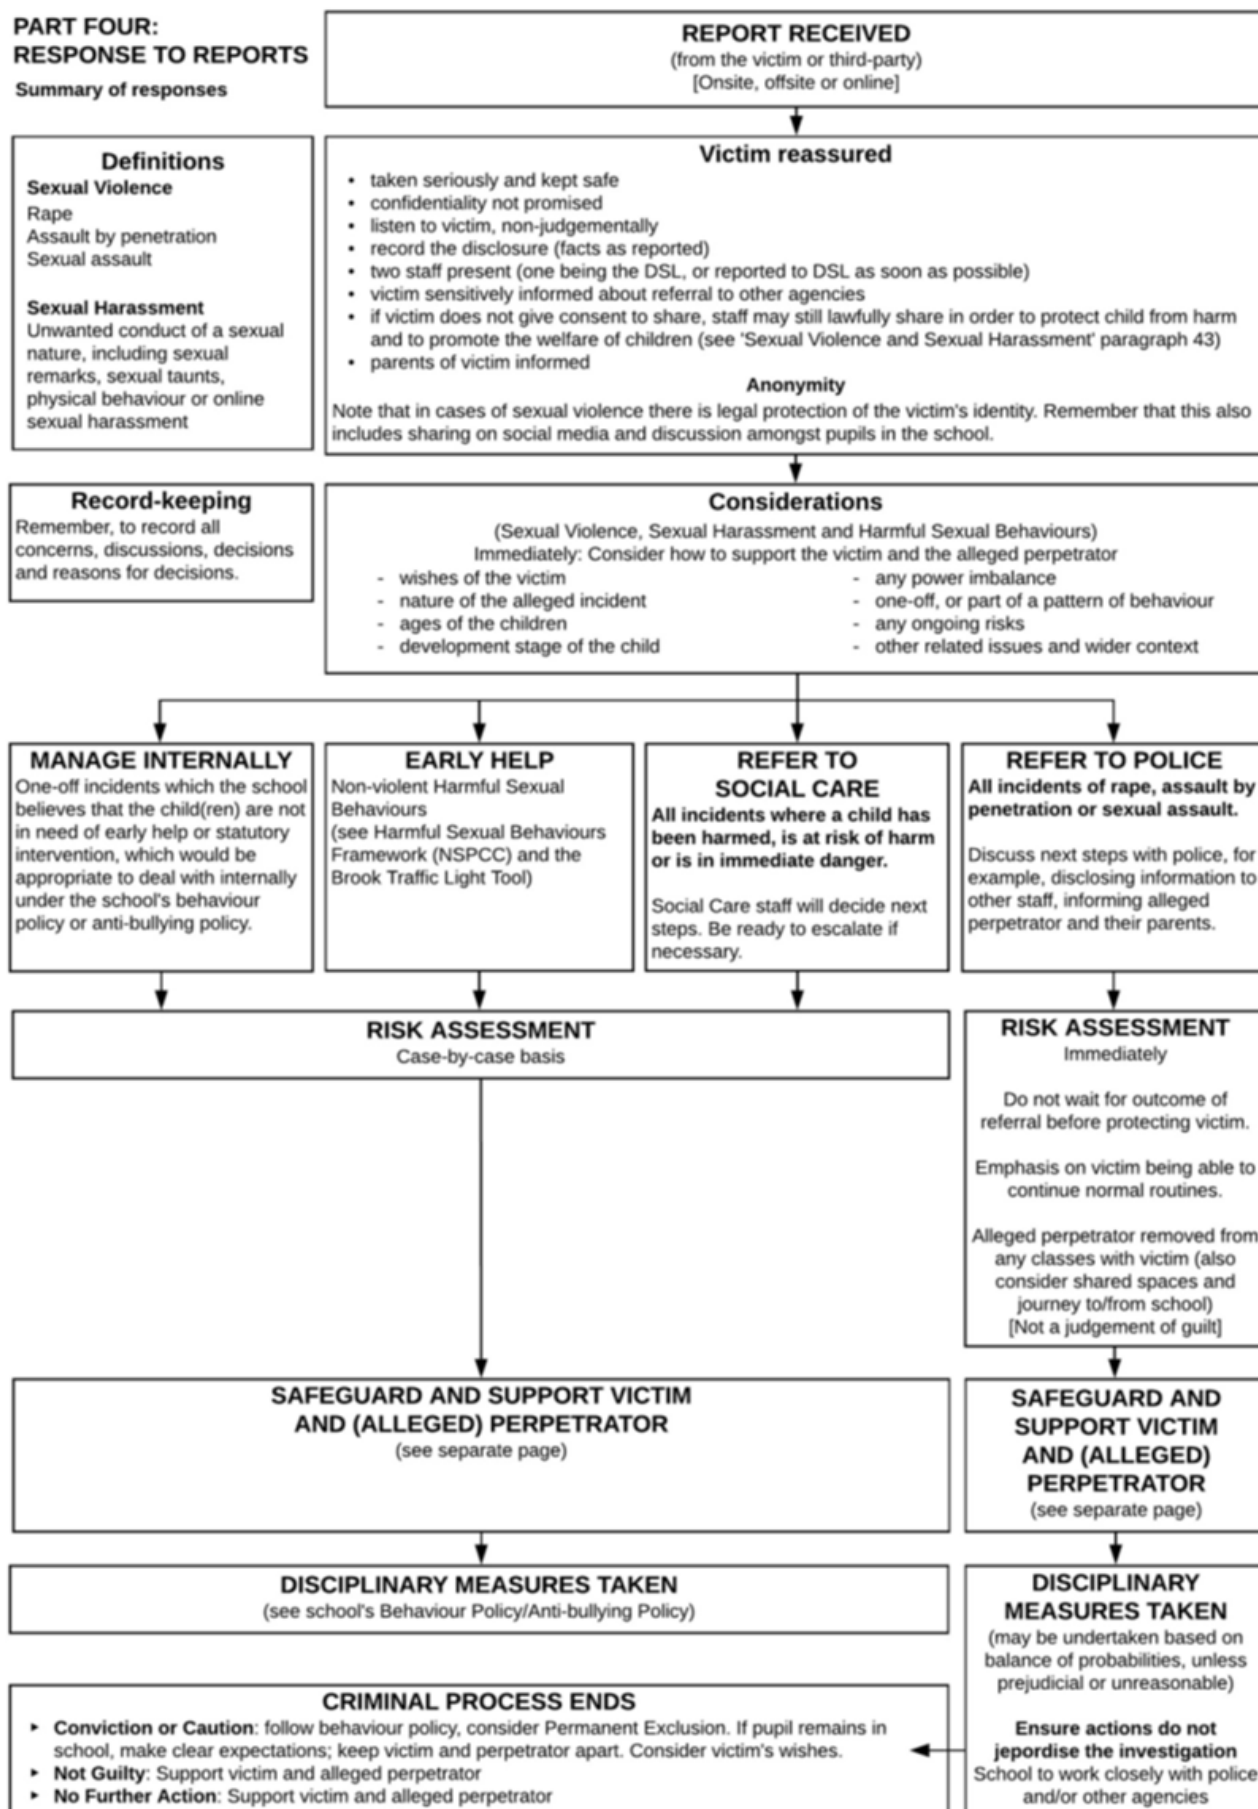 PART FOUR:
RESPONSE TO REPORTS
Summary of responses
REPORT RECEIVED
(from the victim or third-party)
[Onsite, offsite or online]
Definitions
Sexual Violence
Rape
Assault by penetration
Sexual assault
Sexual Harassment
Unwanted conduct of a sexual
nature, including sexual
remarks, sexual taunts,
physical behaviour or online
sexual harassment
Victim reassured
• taken seriously and kept safe
• confidentiality not promised
• listen to victim, non-judgementally
• record the disclosure (facts as reported)
• two staff present (one being the DSL, or reported to DSL as soon as possible)
• victim sensitively informed about referral to other agencies
• if victim does not give consent to share, staff may still lawfully share in order to protect child from harm
and to promote the welfare of children (see 'Sexual Violence and Sexual Harassment' paragraph 43)
• parents of victim informed
Anonymity
Note that in cases of sexual violence there is legal protection of the victim's identity. Remember that this also
includes sharing on social media and discussion amongst pupils in the school.
Record-keeping
Remember, to record all
concerns, discussions, decisions
and reasons for decisions.
Considerations
(Sexual Violence, Sexual Harassment and Harmful Sexual Behaviours)
Immediately: Consider how to support the victim and the alleged perpetrator
- wishes of the victim
- nature of the alleged incident
- ages of the children
- development stage of the child
- any power imbalance
- one-off, or part of a pattern of behaviour
- any ongoing risks
- other related issues and wider context
MANAGE INTERNALLY
One-off incidents which the school
believes that the child(ren) are not
in need of early help or statutory
intervention, which would be
appropriate to deal with internally
under the school's behaviour
policy or anti-bullying policy.
EARLY HELP
Non-violent Harmful Sexual
Behaviours
(see Harmful Sexual Behaviours
Framework (NSPCC) and the
Brook Traffic Light Tool)
REFER TO
SOCIAL CARE
All incidents where a child has
been harmed, is at risk of harm
or is in immediate danger.
Social Care staff will decide next
steps. Be ready to escalate if
necessary.
REFER TO POLICE
All incidents of rape, assault by
penetration or sexual assault.
Discuss next steps with police, for
example, disclosing information to
other staff, informing alleged
perpetrator and their parents.
RISK ASSESSMENT
Case-by-case basis
RISK ASSESSMENT
Immediately
Do not wait for outcome of
referral before protecting victim.
Emphasis on victim being able to
continue normal routines.
Alleged perpetrator removed from
any classes with victim (also
consider shared spaces and
journey to/from school)
[Not a judgement of guilt]
SAFEGUARD AND SUPPORT VICTIM
AND (ALLEGED) PERPETRATOR
(see separate page)
SAFEGUARD AND
SUPPORT VICTIM
AND (ALLEGED)
PERPETRATOR
(see separate page)
DISCIPLINARY MEASURES TAKEN
(see school's Behaviour Policy/Anti-bullying Policy)
DISCIPLINARY
MEASURES TAKEN
(may be undertaken based on
balance of probabilities, unless
prejudicial or unreasonable)
Ensure actions do not
jepordise the investigation
School to work closely with police
and/or other agencies
CRIMINAL PROCESS ENDS
‣ Conviction or Caution: follow behaviour policy, consider Permanent Exclusion. If pupil remains in
school, make clear expectations; keep victim and perpetrator apart. Consider victim's wishes.
‣ Not Guilty: Support victim and alleged perpetrator
‣ No Further Action: Support victim and alleged perpetrator